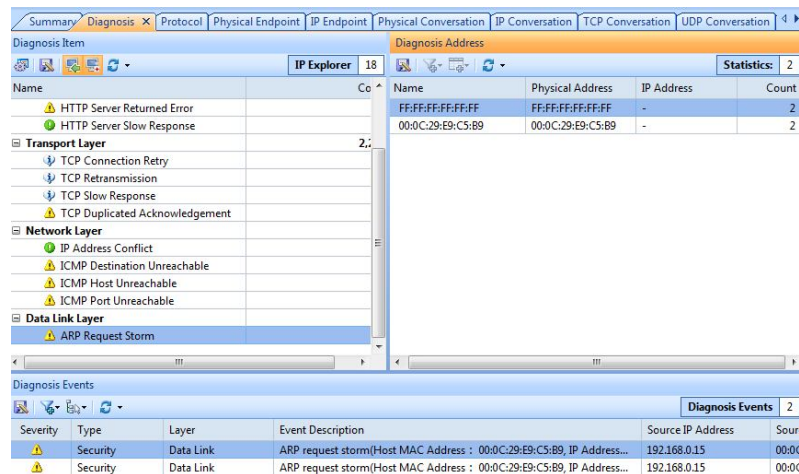 Summary Diagnosis Protocol Physical Endpoint IP Endpoint Physical Conversation IP Conversation TCP Conversation UDP Conversation
Diagnosis Item
IP Explorer 18
Name Co
HTTP Server Returned Error
HTTP Server Slow Response
Transport Layer 2,
TCP Connection Retry
TCP Retransmission
TCP Slow Response
TCP Duplicated Acknowledgement
Network Layer
IP Address Conflict
ICMP Destination Unreachable
ICMP Host Unreachable
ICMP Port Unreachable
Data Link Layer
ARP Request Storm
Diagnosis Address
Statistics: 2
Name Physical Address IP Address Count
FF:FF:FF:FF:FF:FF FF:FF:FF:FF:FF:FF - 2
00:0C:29:E9:C5:B9 00:0C:29:E9:C5:B9 - 2
Diagnosis Events
Diagnosis Events 2
Severity Type Layer Event Description Source IP Address Sour
Security Data Link ARP request storm(Host MAC Address : 00:0C:29:E9:C5:B9, IP Address... 192.168.0.15 00:0C
Security Data Link ARP request storm(Host MAC Address : 00:0C:29:E9:C5:B9, IP Address... 192.168.0.15 00:0C